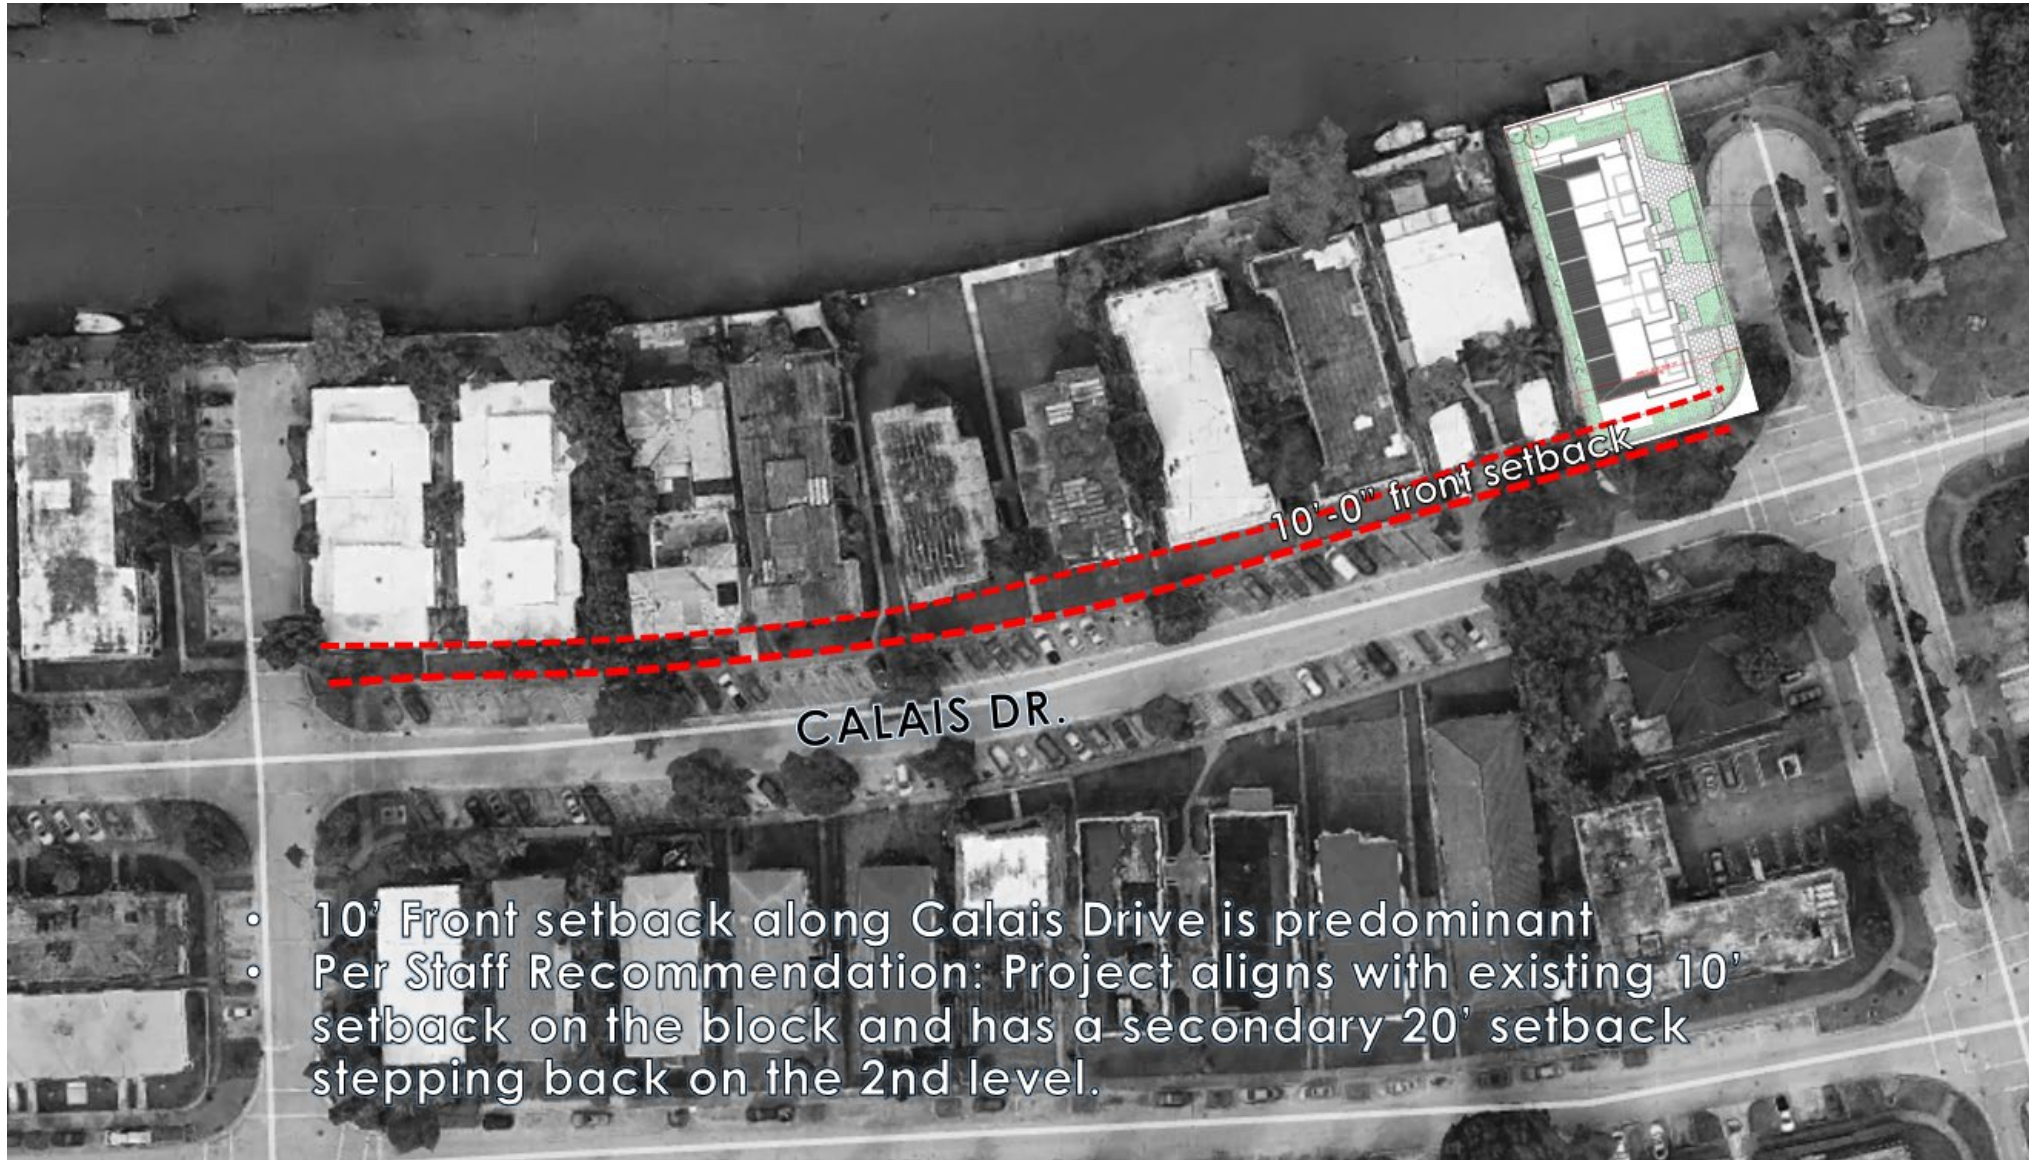 10'-0" front setback
CALAIS DR.
• 10' Front setback along Calais Drive is predominant
• Per Staff Recommendation: Project aligns with existing 10'
setback on the block and has a secondary 20' setback
stepping back on the 2nd level.